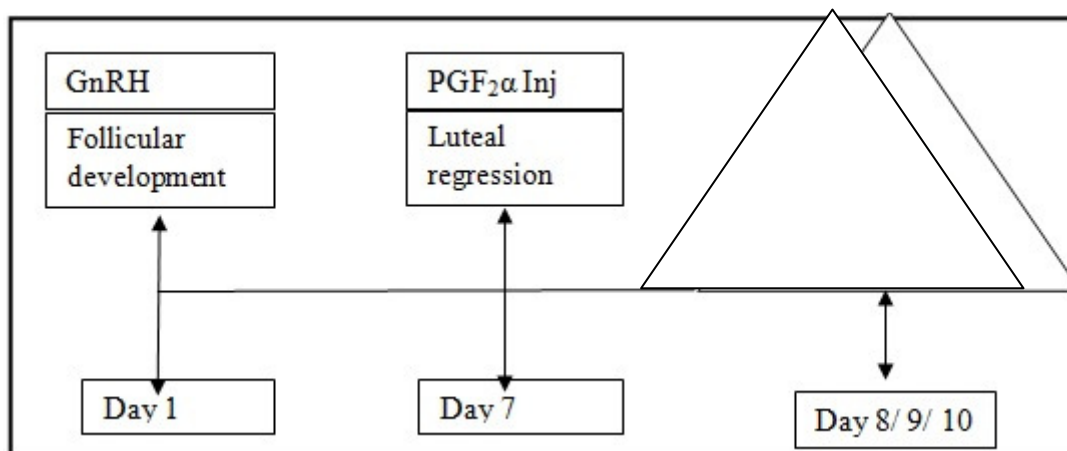 GnRH
Follicular
development
PGF₂α Inj
Luteal
regression
Day 1
Day 7
Day 8/ 9/ 10